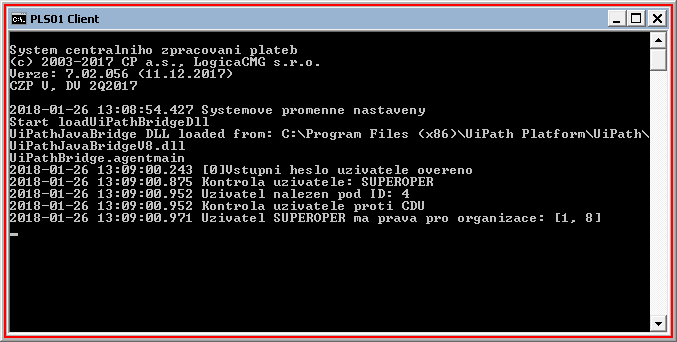 PLS01 Client
System centralniho zpracovani plateb
(c) 2003-2017 CP a.s., LogicaCMG s.r.o.
Verze: 7.02.056 (11.12.2017)
CZP V, DV 2Q2017
2018-01-26 13:08:54.427 Systemove promenne nastaveny
Start loadUiPathBridgeDll
UiPathJavaBridge DLL loaded from: C:\Program Files (x86)\UiPath Platform\UiPath\
UiPathJavaBridgeV8.dll
UiPathBridge.agentmain
2018-01-26 13:09:00.243 [0]Vstupni heslo uzivatele overeno
2018-01-26 13:09:00.875 Kontrola uzivatele: SUPEROPER
2018-01-26 13:09:00.952 Uzivatel nalezen pod ID: 4
2018-01-26 13:09:00.952 Kontrola uzivatele proti CDU
2018-01-26 13:09:00.971 Uzivatel SUPEROPER ma prava pro organizace: [1, 8]